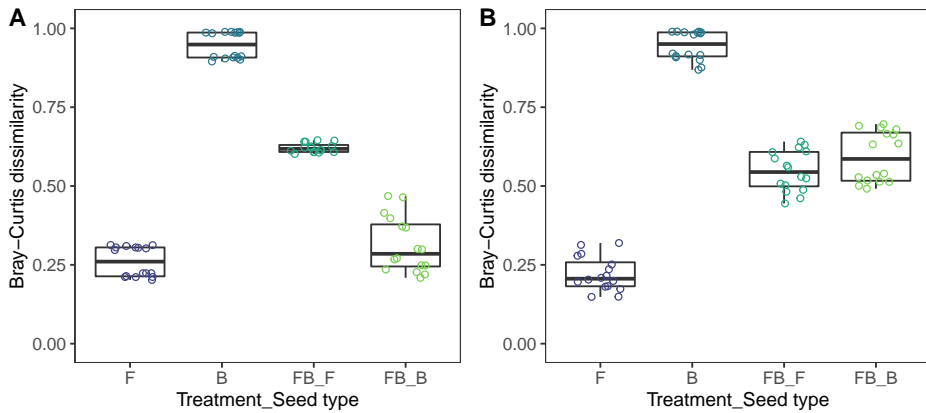 A
Bray−Curtis dissimilarity
1.00
0.75
0.50
0.25
0.00
F B FB_F FB_B
Treatment_Seed type
B
Bray−Curtis dissimilarity
1.00
0.75
0.50
0.25
0.00
F B FB_F FB_B
Treatment_Seed type